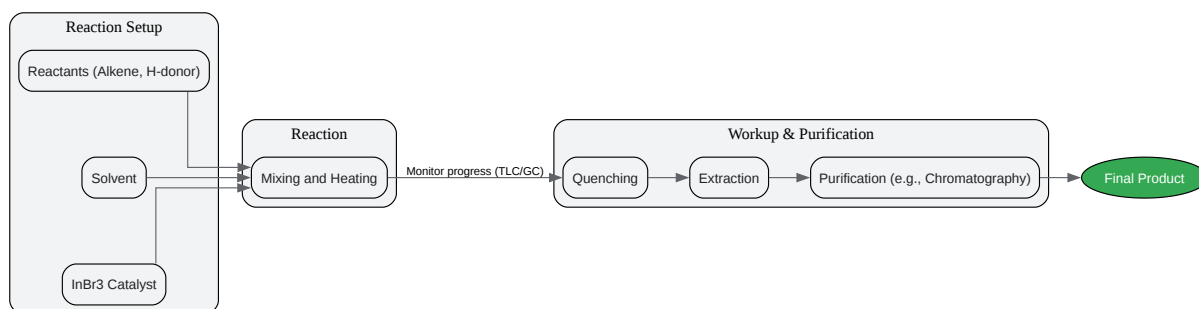 Reaction Setup
Reactants (Alkene, H-donor)
Solvent
InBr3 Catalyst
Reaction
Mixing and Heating
Monitor progress (TLC/GC)
Workup & Purification
Quenching
Extraction
Purification (e.g., Chromatography)
Final Product